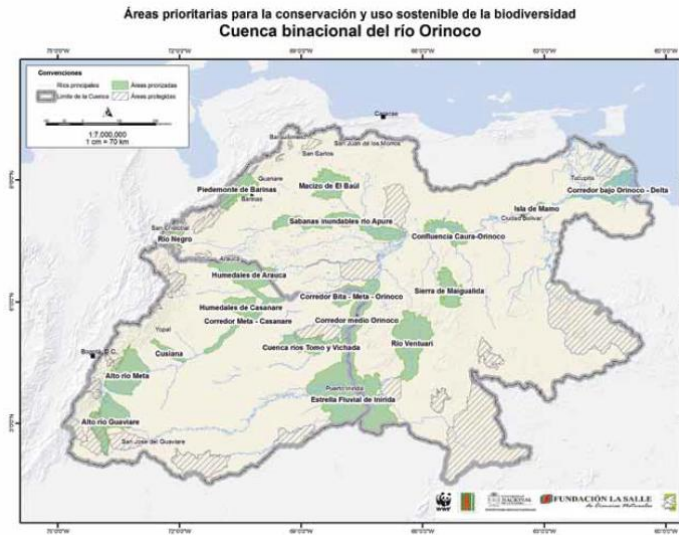 Áreas prioritarias para la conservación y uso sostenible de la biodiversidad
Cuenca binacional del río Orinoco
Convenciones
Ríos principales
Áreas priorizadas
Límite de la Cuenca
Áreas protegidas
1:7.000,000
1 cm = 70 km
Caracas
San Juan de los Morros
San Carlos
Guanare
Piedemonte de Barinas
Barinas
Macizo de El Baúl
Tucupita
Corredor bajo Orinoco - Delta
Isla de Mamo
Ciudad Bolívar
Sabanas inundables río Apure
Confluencia Caura-Orinoco
San Cristóbal
Río Negro
Arauca
Humedales de Arauca
Sierra de Maigualida
Corredor Bita - Meta - Orinoco
Humedales de Casanare
Corredor Meta - Casanare
Corredor medio Orinoco
Yopal
Cuenca ríos Tomo y Vichada
Río Ventuari
Bogotá, D.C.
Cusiana
Alto río Meta
Puerto Inírida
Estrella Fluvial de Inírida
Alto río Guaviare
San José del Guaviare
WWF
UNIVERSIDAD
NACIONAL
DE COLOMBIA
FUNDACIÓN LA SALLE
de Ciencias Naturales